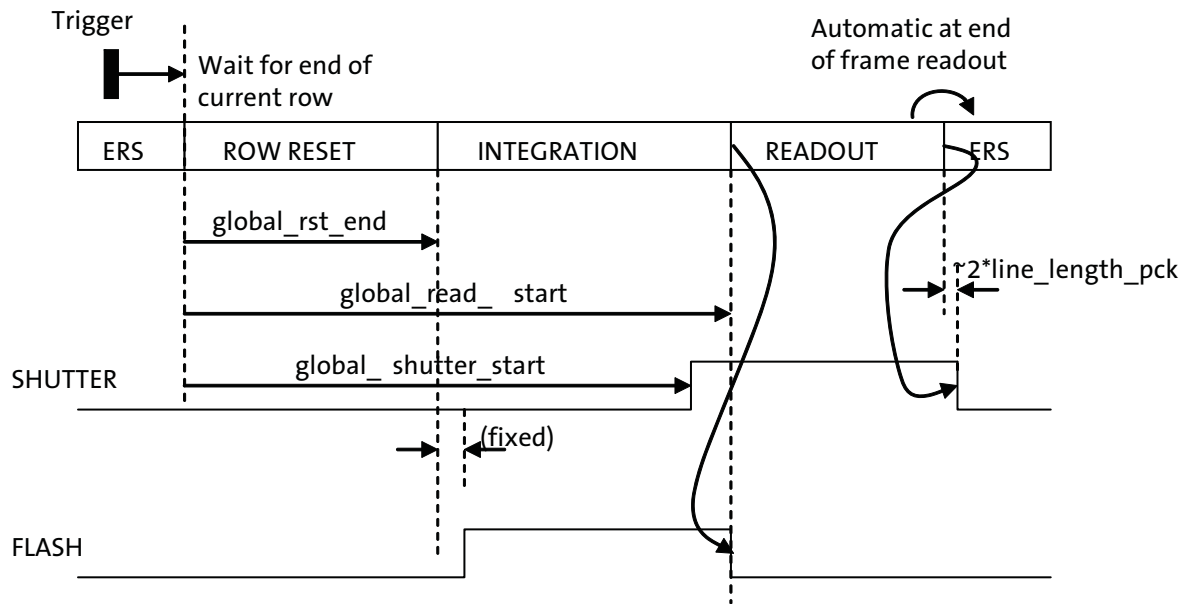 Trigger
Automatic at end
of frame readout
Wait for end of
current row
ERS
ROW RESET
INTEGRATION
READOUT
ERS
global_rst_end
~2*line_length_pck
global_read_ start
global_ shutter_start
SHUTTER
(fixed)
FLASH